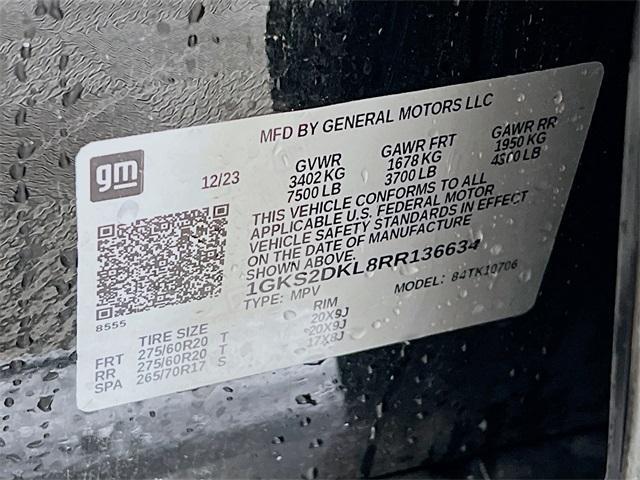 MFD BY GENERAL MOTORS LLC
gm
12/23
GVWR
3402 KG
7500 LB
GAWR FRT
1678 KG
3700 LB
GAWR RR
1950 KG
LB
THIS VEHICLE CONFORMS TO ALL
APPLICABLE U.S. FEDERAL MOTOR
VEHICLE SAFETY STANDARDS IN EFFECT
ON THE DATE OF MANUFACTURE
SHOWN ABOVE.
1GKS2DKL8RR136634
TYPE: MPV
MODEL: 84TK10706
8555
TIRE SIZE RIM
FRT 275/60R20 T 20X9J
RR 275/60R20 T 20X9J
SPA 265/70R17 S 17X8J